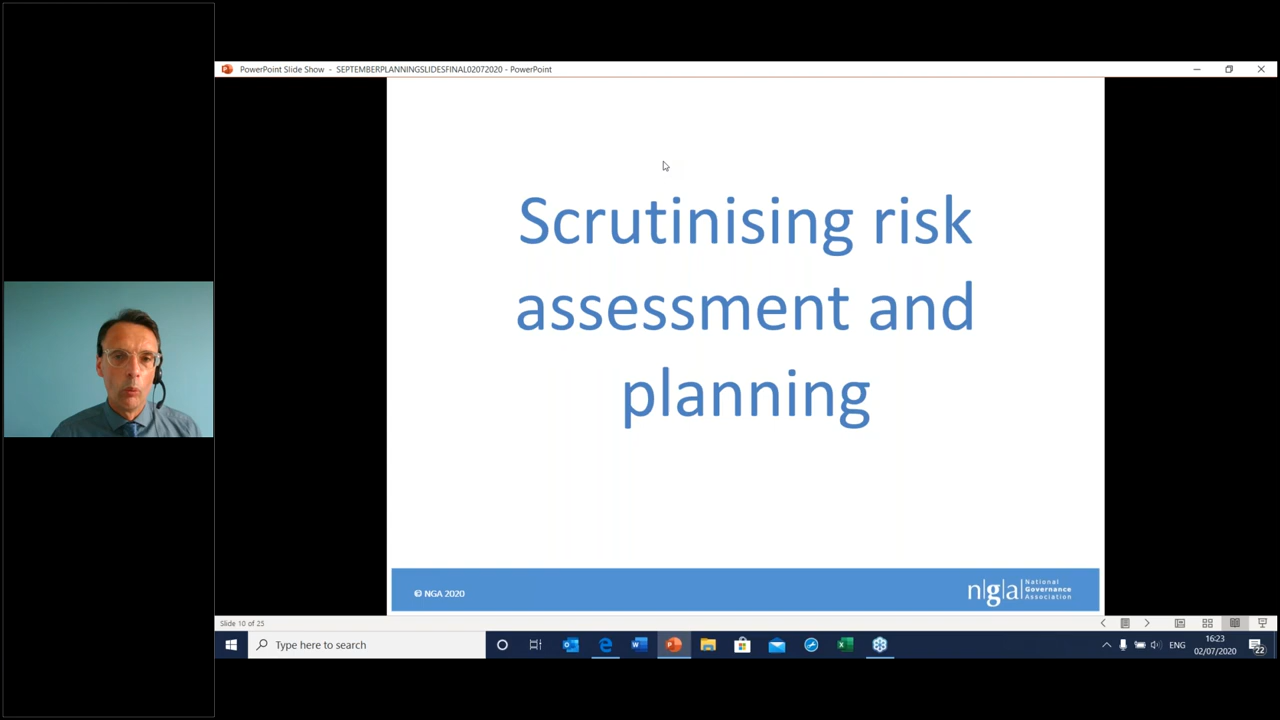 PowerPoint Slide Show - SEPTEMBERPLANNINGSLIDESFINAL02072020 - PowerPoint
Scrutinising risk
assessment and
planning
© NGA 2020
n|g|a
National
Governance
Association
Slide 10 of 25
Type here to search
ENG
16:23
02/07/2020
22